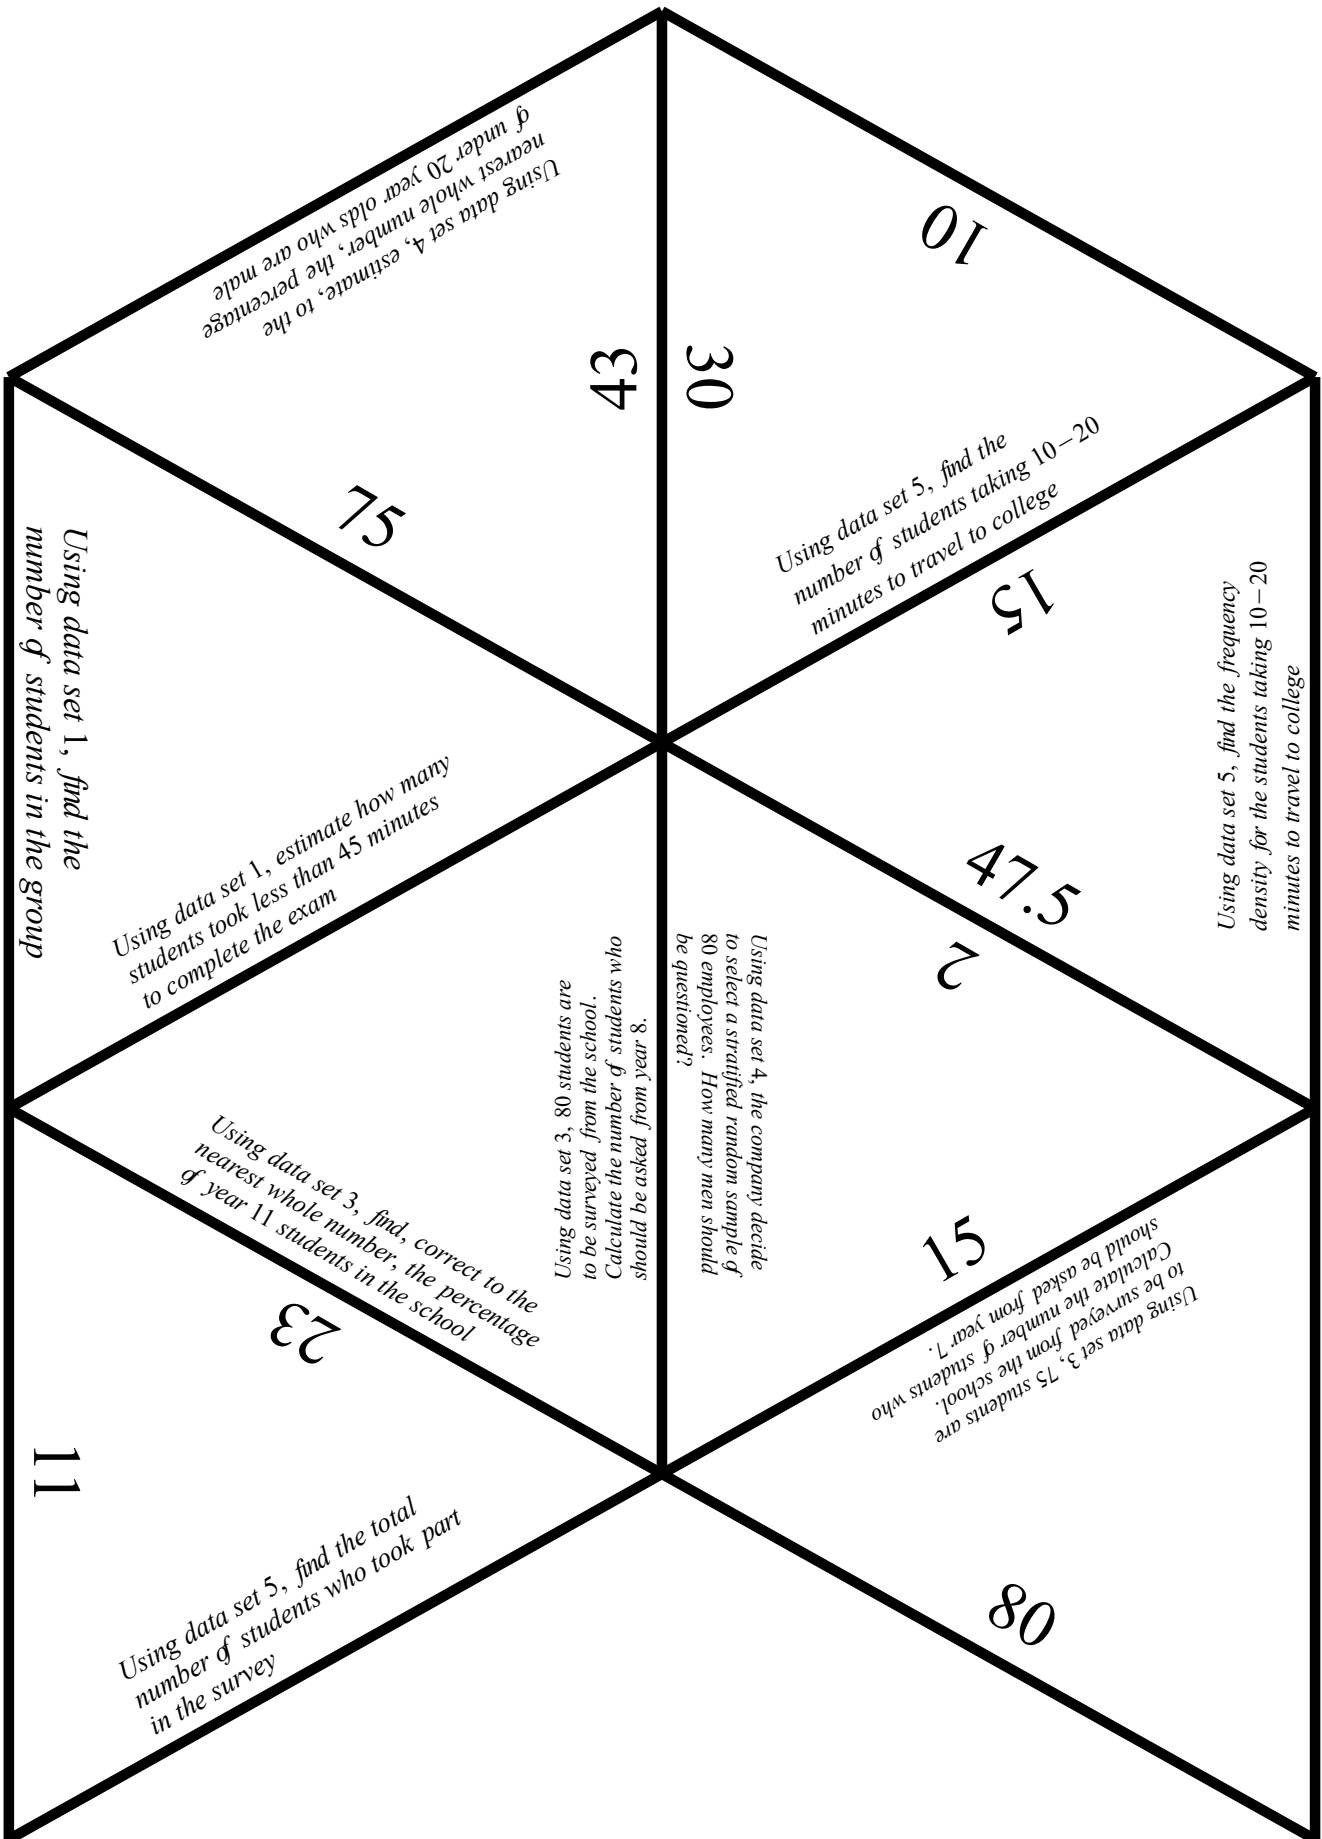 of under 20 year olds who are male
nearest whole number, the percentage
Using data set 4, estimate, to the
43
75
10
30
Using data set 5, find the
number of students taking 10–20
minutes to travel to college
Using data set 1, find the
number of students in the group
Using data set 1, estimate how many
students took less than 45 minutes
to complete the exam
15
Using data set 5, find the frequency
density for the students taking 10–20
minutes to travel to college
47.5
Using data set 3, 80 students are
to be surveyed from the school.
Calculate the number of students who
should be asked from year 8.
Using data set 3, find, correct to the
nearest whole number, the percentage
of year 11 students in the school
2
Using data set 4, the company decide
to select a stratified random sample of
80 employees. How many men should
be questioned?
15
23
11
Using data set 5, find the total
number of students who took part
in the survey
Using data set 3, 75 students are
to be surveyed from the school.
Calculate the number of students who
should be asked from year 7.
80